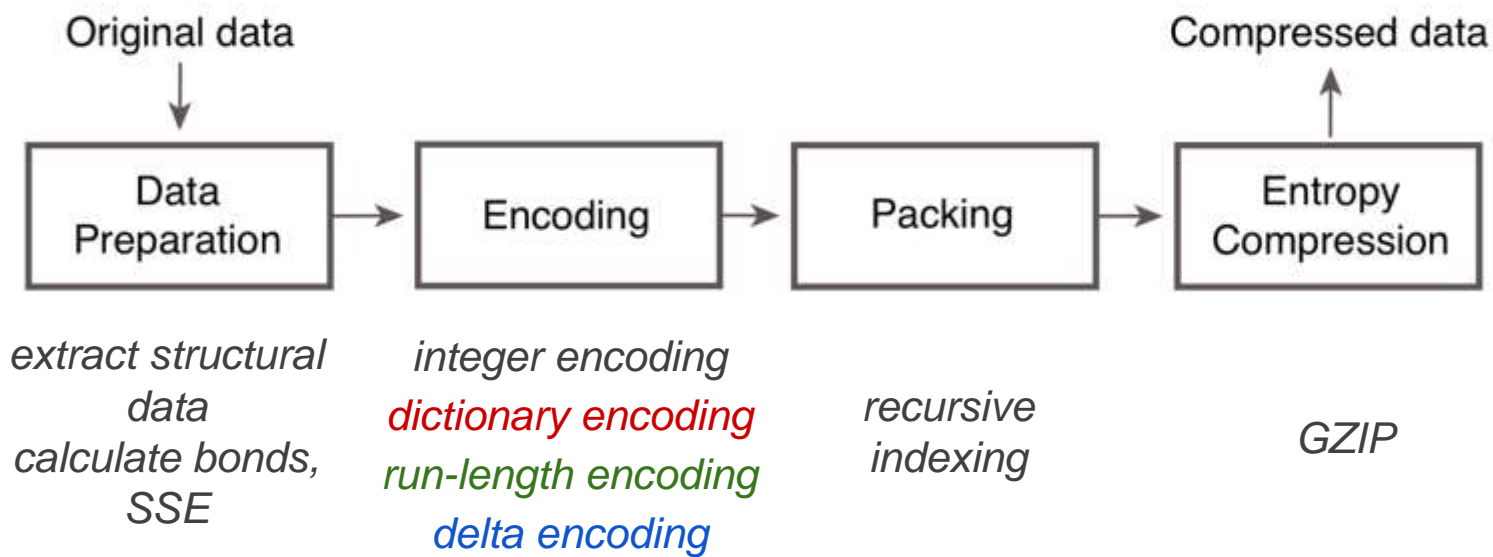 Original data
Compressed data
Data
Preparation
Encoding
Packing
Entropy
Compression
extract structural
data
calculate bonds,
SSE
integer encoding
dictionary encoding
run-length encoding
delta encoding
recursive
indexing
GZIP